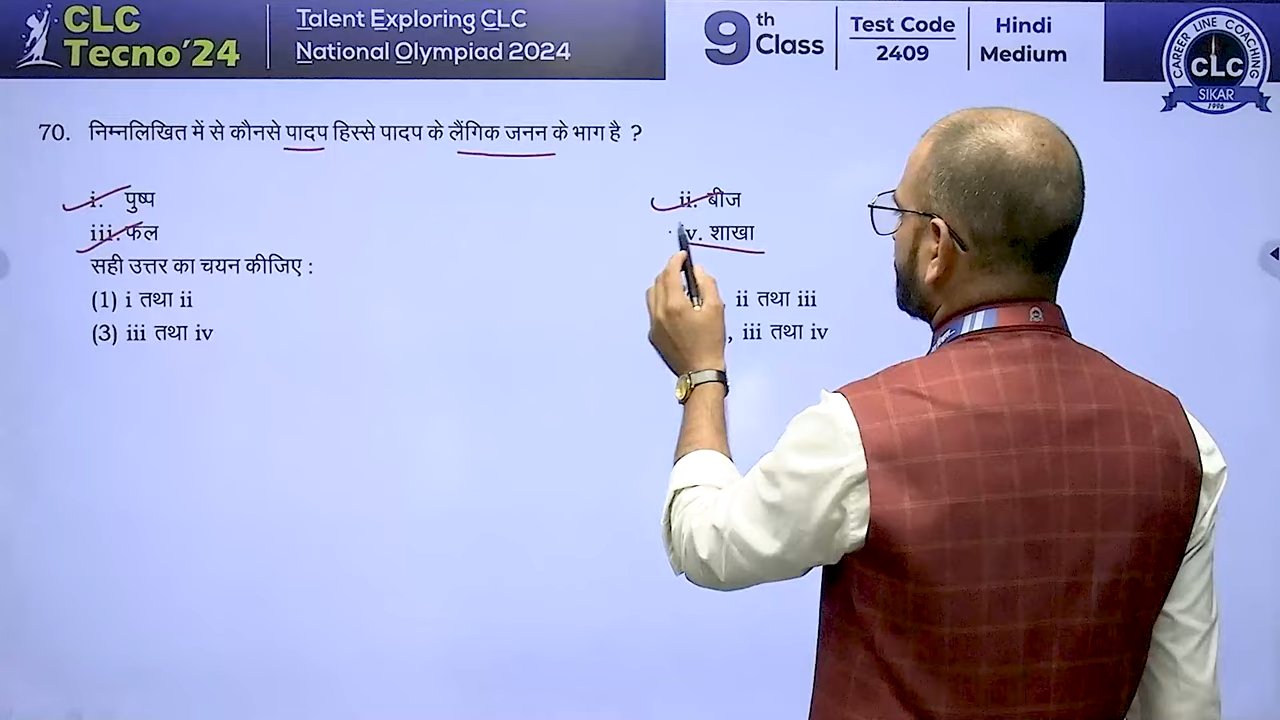 CLC
Tecno'24
Talent Exploring CLC
National Olympiad 2024
9th Class
Test Code
2409
Hindi
Medium
CAREER LINE COACHING
CLC
SIKAR
1996
70. निम्नलिखित में से कौनसे पादप हिस्से पादप के लैंगिक जनन के भाग है ?
i. पुष्प
ii. बीज
iii. फल
v. शाखा
सही उत्तर का चयन कीजिए :
(1) i तथा ii
, ii तथा iii
(3) iii तथा iv
, iii तथा iv